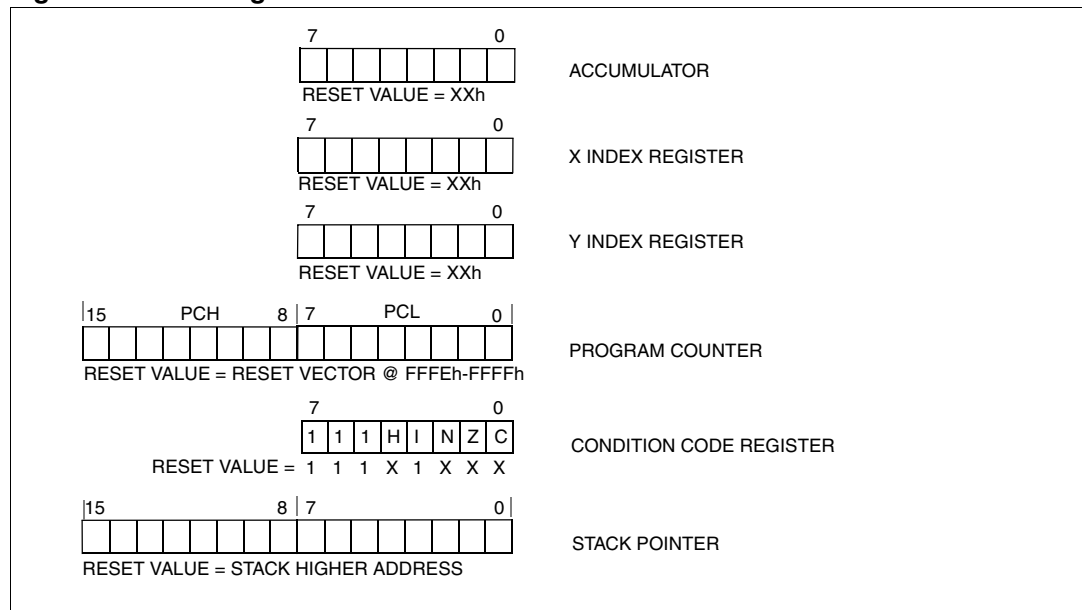 7 0
ACCUMULATOR
RESET VALUE = XXh
7 0
X INDEX REGISTER
RESET VALUE = XXh
7 0
Y INDEX REGISTER
RESET VALUE = XXh
15 PCH 8 7 PCL 0
PROGRAM COUNTER
RESET VALUE = RESET VECTOR @ FFFEh-FFFFh
7 0
1 1 1 H I N Z C
CONDITION CODE REGISTER
RESET VALUE = 1 1 1 X 1 X X X
15 8 7 0
STACK POINTER
RESET VALUE = STACK HIGHER ADDRESS